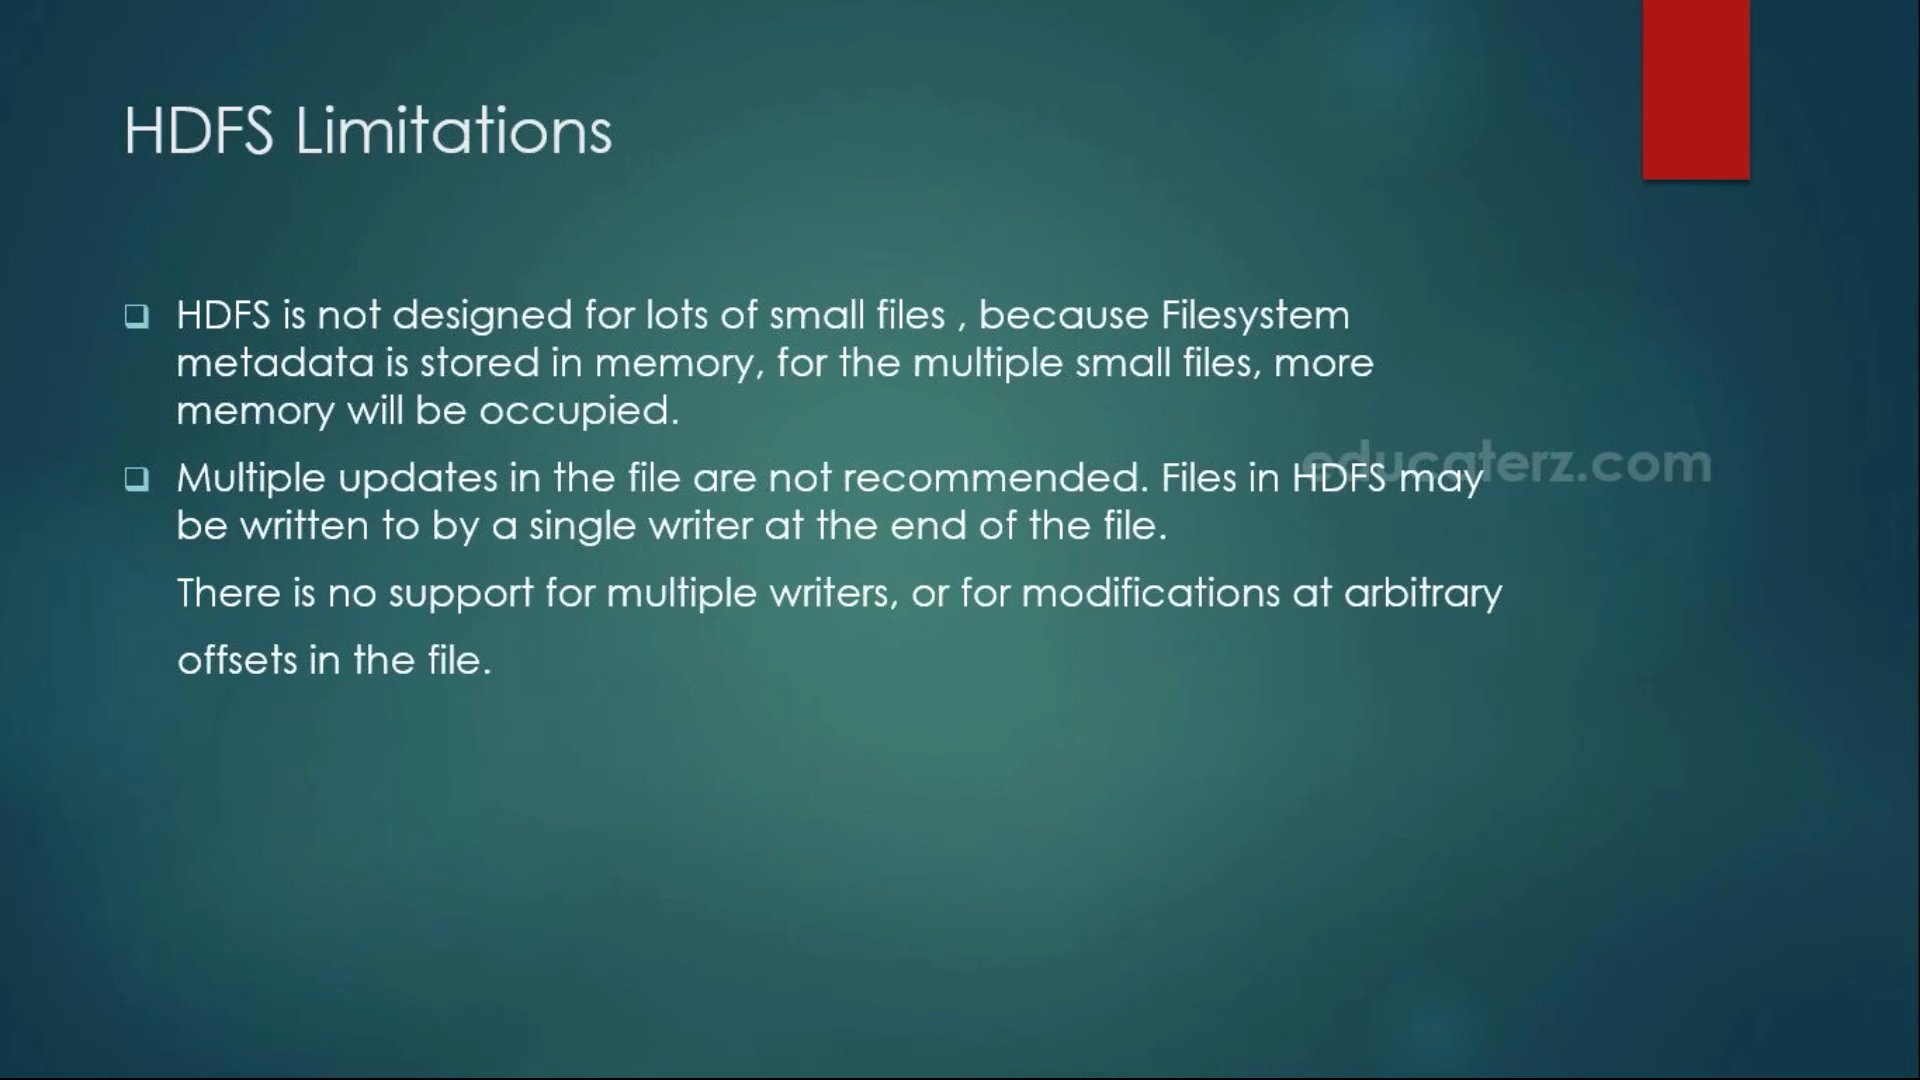 HDFS Limitations
HDFS is not designed for lots of small files , because Filesystem
metadata is stored in memory, for the multiple small files, more
memory will be occupied.
educaterz.com
Multiple updates in the file are not recommended. Files in HDFS may
be written to by a single writer at the end of the file.
There is no support for multiple writers, or for modifications at arbitrary
offsets in the file.